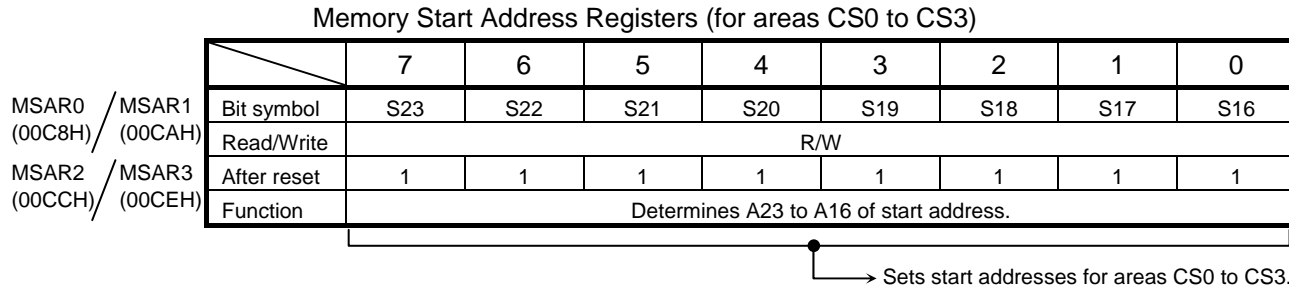 Memory Start Address Registers (for areas CS0 to CS3)
7 6 5 4 3 2 1 0
MSAR0 / MSAR1 Bit symbol S23 S22 S21 S20 S19 S18 S17 S16
(00C8H) (00CAH) Read/Write R/W
MSAR2 / MSAR3 After reset 1 1 1 1 1 1 1 1
(00CCH) (00CEH) Function Determines A23 to A16 of start address.
Sets start addresses for areas CS0 to CS3.